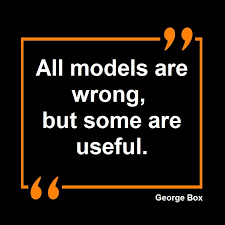 All models are
wrong,
but some are
useful.
George Box